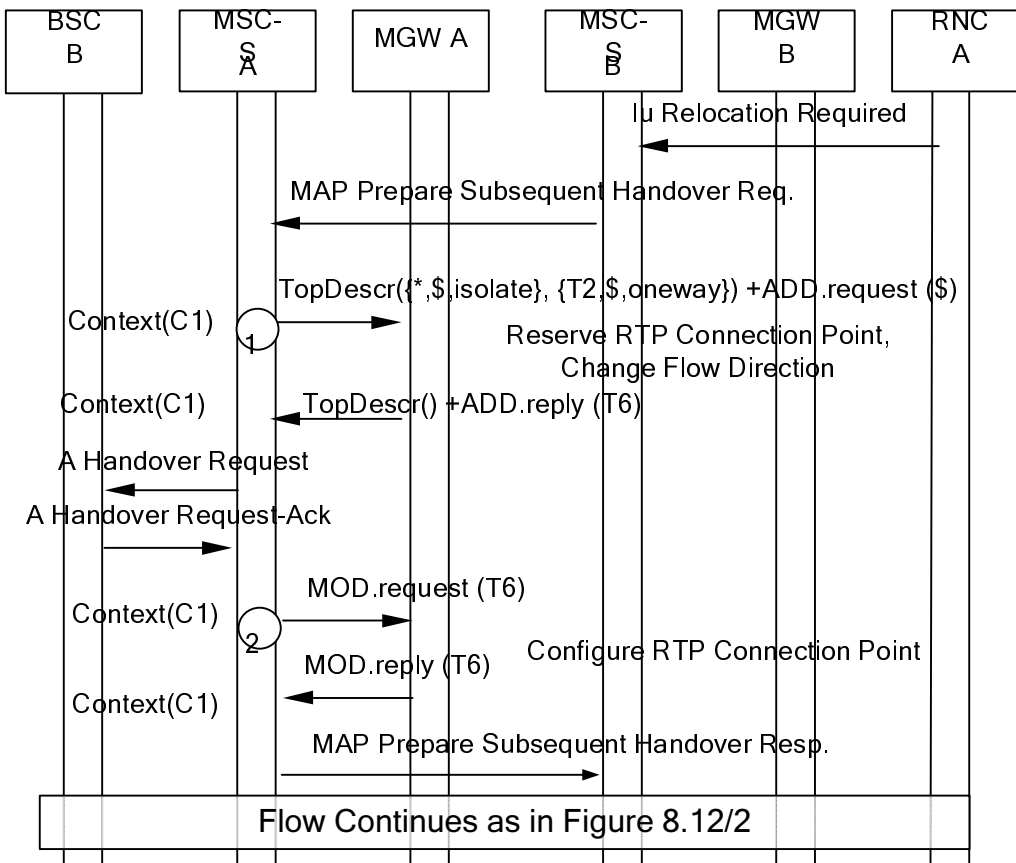 BSC
B
MSC-
S
A
MGW A
MSC-
S
B
MGW
B
RNC
A
Iu Relocation Required
MAP Prepare Subsequent Handover Req.
TopDescr({*,$,isolate}, {T2,$,oneway}) +ADD.request ($)
Context(C1)
1
Reserve RTP Connection Point,
Change Flow Direction
Context(C1)
TopDescr() +ADD.reply (T6)
A Handover Request
A Handover Request-Ack
MOD.request (T6)
Context(C1)
2
Configure RTP Connection Point
MOD.reply (T6)
Context(C1)
MAP Prepare Subsequent Handover Resp.
Flow Continues as in Figure 8.12/2